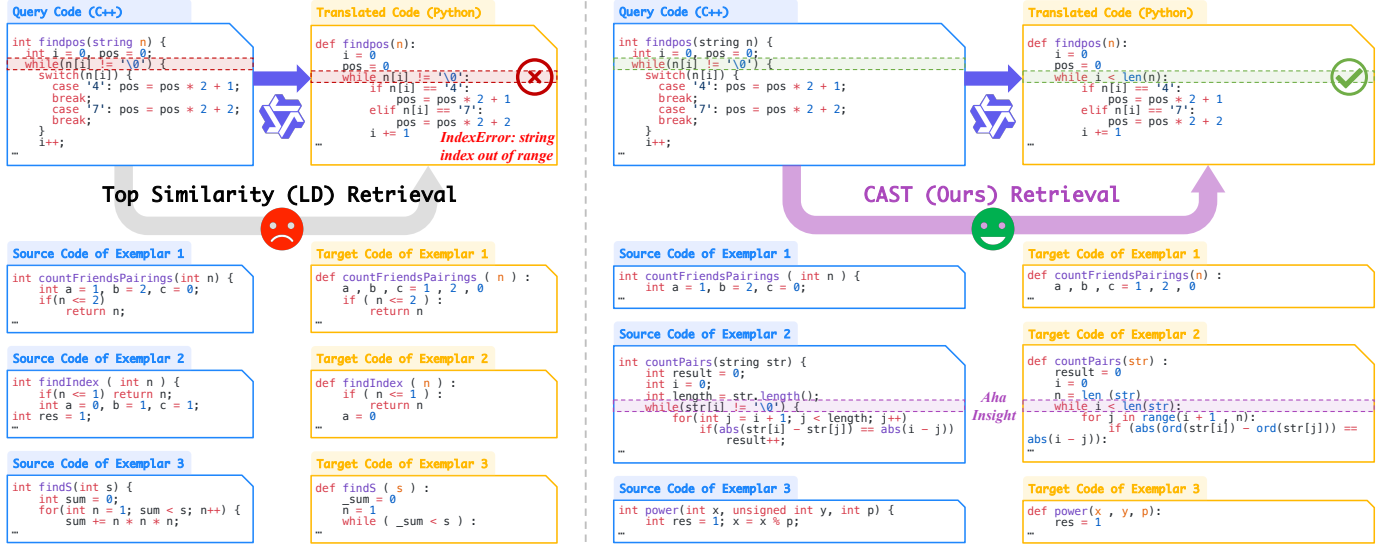 Query Code (C++)
int findpos(string n) {
  int i = 0, pos = 0;
  while(n[i] != '\0') {
    switch(n[i]) {
      case '4': pos = pos * 2 + 1;
      break;
      case '7': pos = pos * 2 + 2;
      break;
    }
    i++;
…
Translated Code (Python)
def findpos(n):
    i = 0
    pos = 0
    while n[i] != '\0':
        if n[i] == '4':
            pos = pos * 2 + 1
        elif n[i] == '7':
            pos = pos * 2 + 2
        i += 1
…
IndexError: string
index out of range
Top Similarity (LD) Retrieval
Source Code of Exemplar 1
int countFriendsPairings(int n) {
    int a = 1, b = 2, c = 0;
    if(n <= 2)
        return n;
…
Target Code of Exemplar 1
def countFriendsPairings ( n ) :
    a , b , c = 1 , 2 , 0
    if ( n <= 2 ) :
        return n
…
Source Code of Exemplar 2
int findIndex ( int n ) {
    if(n <= 1) return n;
    int a = 0, b = 1, c = 1;
int res = 1;
…
Target Code of Exemplar 2
def findIndex ( n ) :
    if ( n <= 1 ) :
        return n
    a = 0
…
Source Code of Exemplar 3
int findS(int s) {
    int sum = 0;
    for(int n = 1; sum < s; n++) {
        sum += n * n * n;
…
Target Code of Exemplar 3
def findS ( s ) :
    _sum = 0
    n = 1
    while ( _sum < s ) :
…
Query Code (C++)
int findpos(string n) {
  int i = 0, pos = 0;
  while(n[i] != '\0') {
    switch(n[i]) {
      case '4': pos = pos * 2 + 1;
      break;
      case '7': pos = pos * 2 + 2;
      break;
    }
    i++;
…
Translated Code (Python)
def findpos(n):
    i = 0
    pos = 0
    while i < len(n):
        if n[i] == '4':
            pos = pos * 2 + 1
        elif n[i] == '7':
            pos = pos * 2 + 2
        i += 1
…
CAST (Ours) Retrieval
Source Code of Exemplar 1
int countFriendsPairings ( int n ) {
    int a = 1, b = 2, c = 0;
…
Target Code of Exemplar 1
def countFriendsPairings(n) :
    a , b , c = 1 , 2 , 0
…
Source Code of Exemplar 2
int countPairs(string str) {
    int result = 0;
    int i = 0;
    int length = str.length();
    while(str[i] != '\0') {
        for(int j = i + 1; j < length; j++)
            if(abs(str[i] - str[j]) == abs(i - j))
                result++;
…
Aha
Insight
Target Code of Exemplar 2
def countPairs(str) :
    result = 0
    i = 0
    n = len (str)
    while i < len(str):
        for j in range(i + 1 , n):
            if (abs(ord(str[i]) - ord(str[j])) ==
abs(i - j)):
…
Source Code of Exemplar 3
int power(int x, unsigned int y, int p) {
    int res = 1; x = x % p;
…
Target Code of Exemplar 3
def power(x , y, p):
    res = 1
…